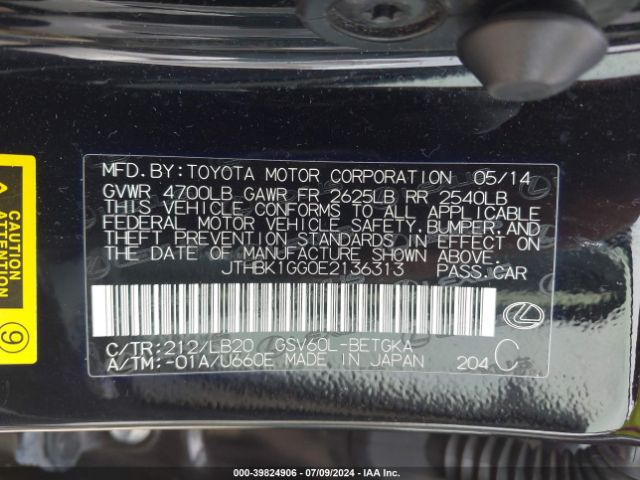 MFD. BY: TOYOTA MOTOR CORPORATION 05/14
GVWR 4700LB GAWR FR 2625LB RR 2540LB
THIS VEHICLE CONFORMS TO ALL APPLICABLE
FEDERAL MOTOR VEHICLE SAFETY, BUMPER, AND
THEFT PREVENTION STANDARDS IN EFFECT ON
THE DATE OF MANUFACTURE SHOWN ABOVE.
JTHBK1GG0E2136313 PASS. CAR
C/TR: 212/LB20 GSV60L-BETGKA
A/TM: -01A/U660E MADE IN JAPAN 204 C
CAUTION
ATTENTION
9
000-39824906 / 07/09/2024 / IAA Inc.